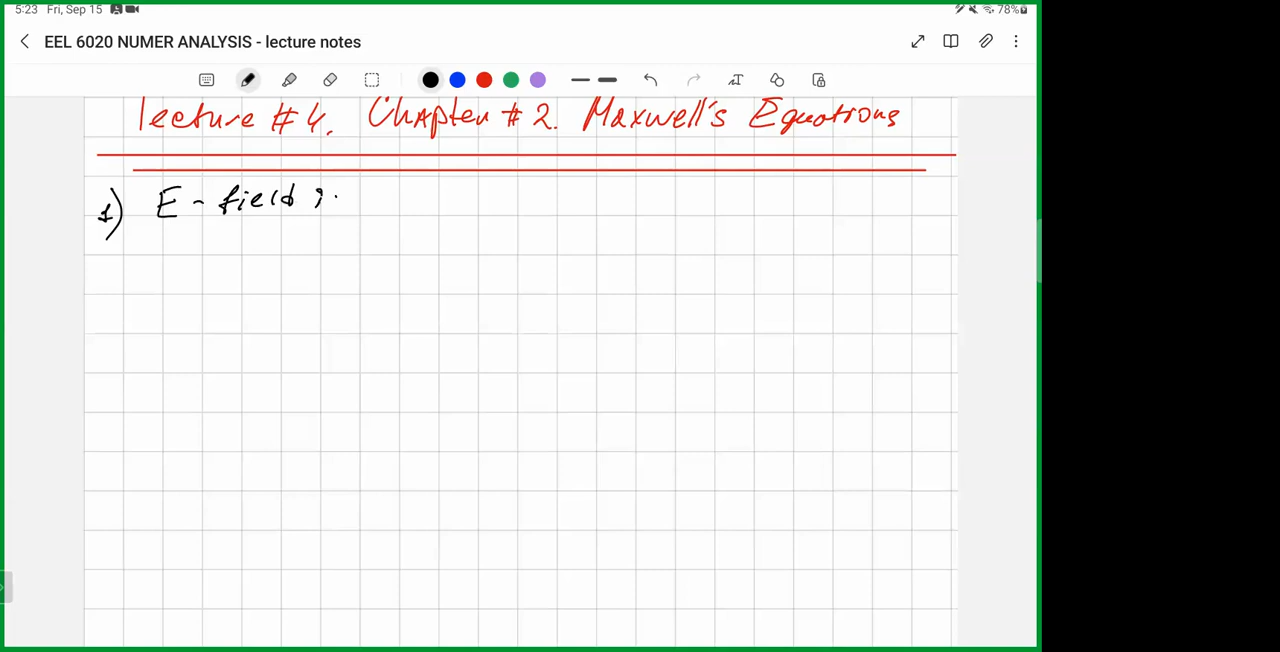 5:23 Fri, Sep 15 78%
EEL 6020 NUMER ANALYSIS - lecture notes
lecture # 4. Chapter # 2. Maxwell's Equations
1) E - field ;